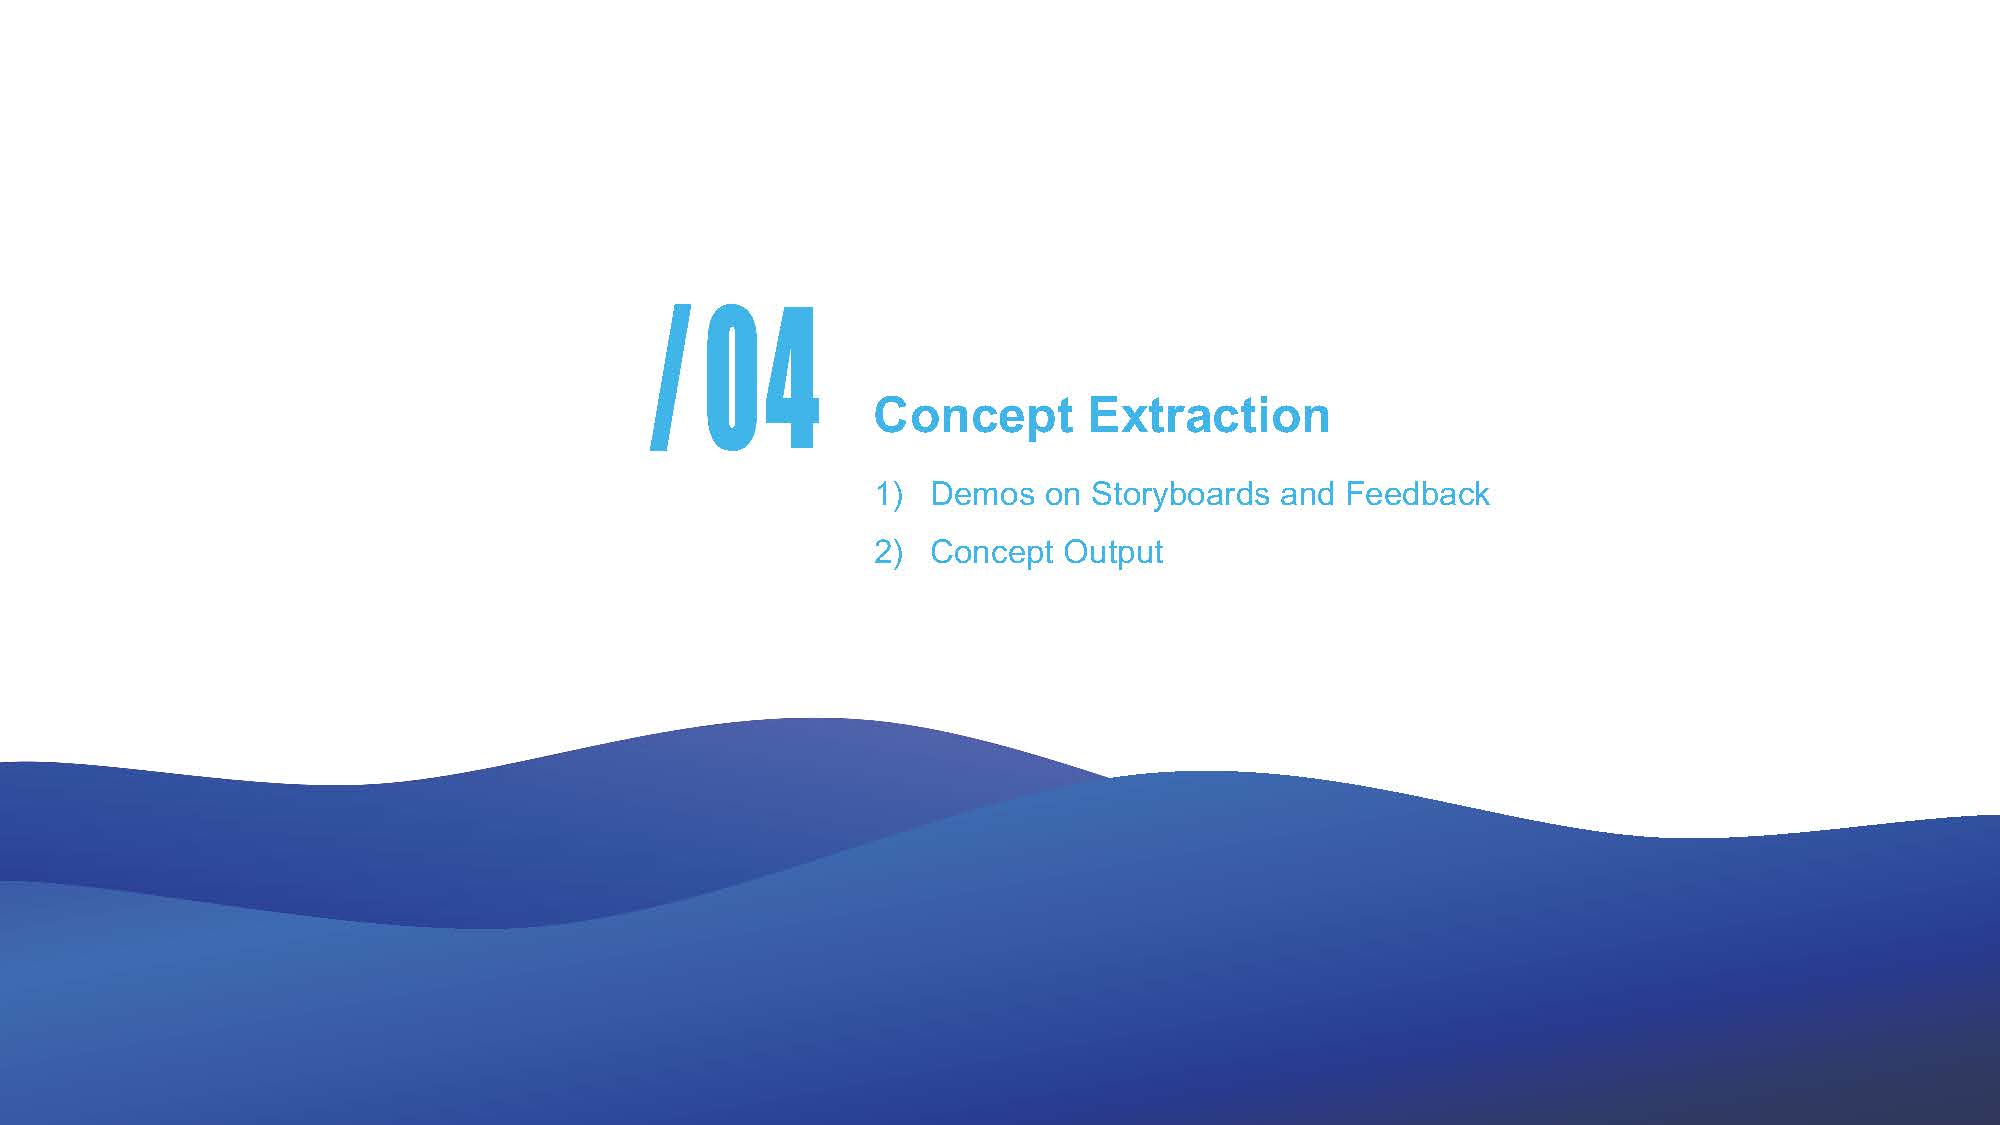 /04
Concept Extraction
1) Demos on Storyboards and Feedback
2) Concept Output